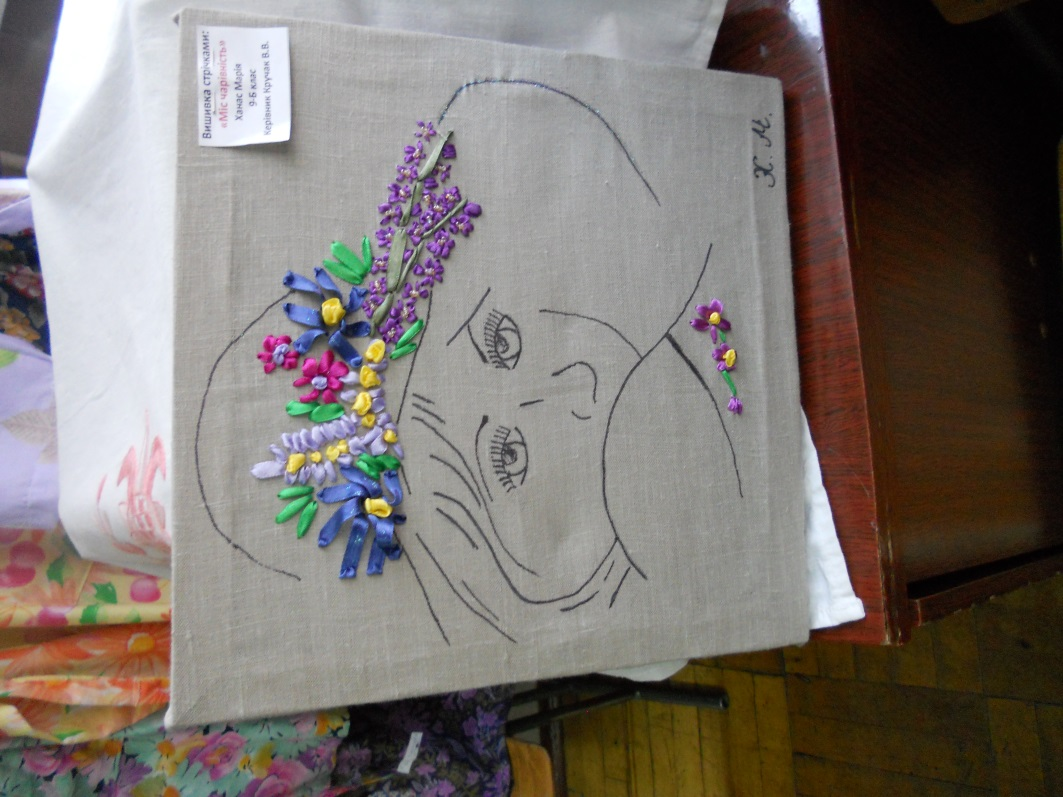 Вишивка стрічками:
«Міс чарівність»
Ханас Марія
9-Б клас
Керівник Кручак В.В.
Х. М.